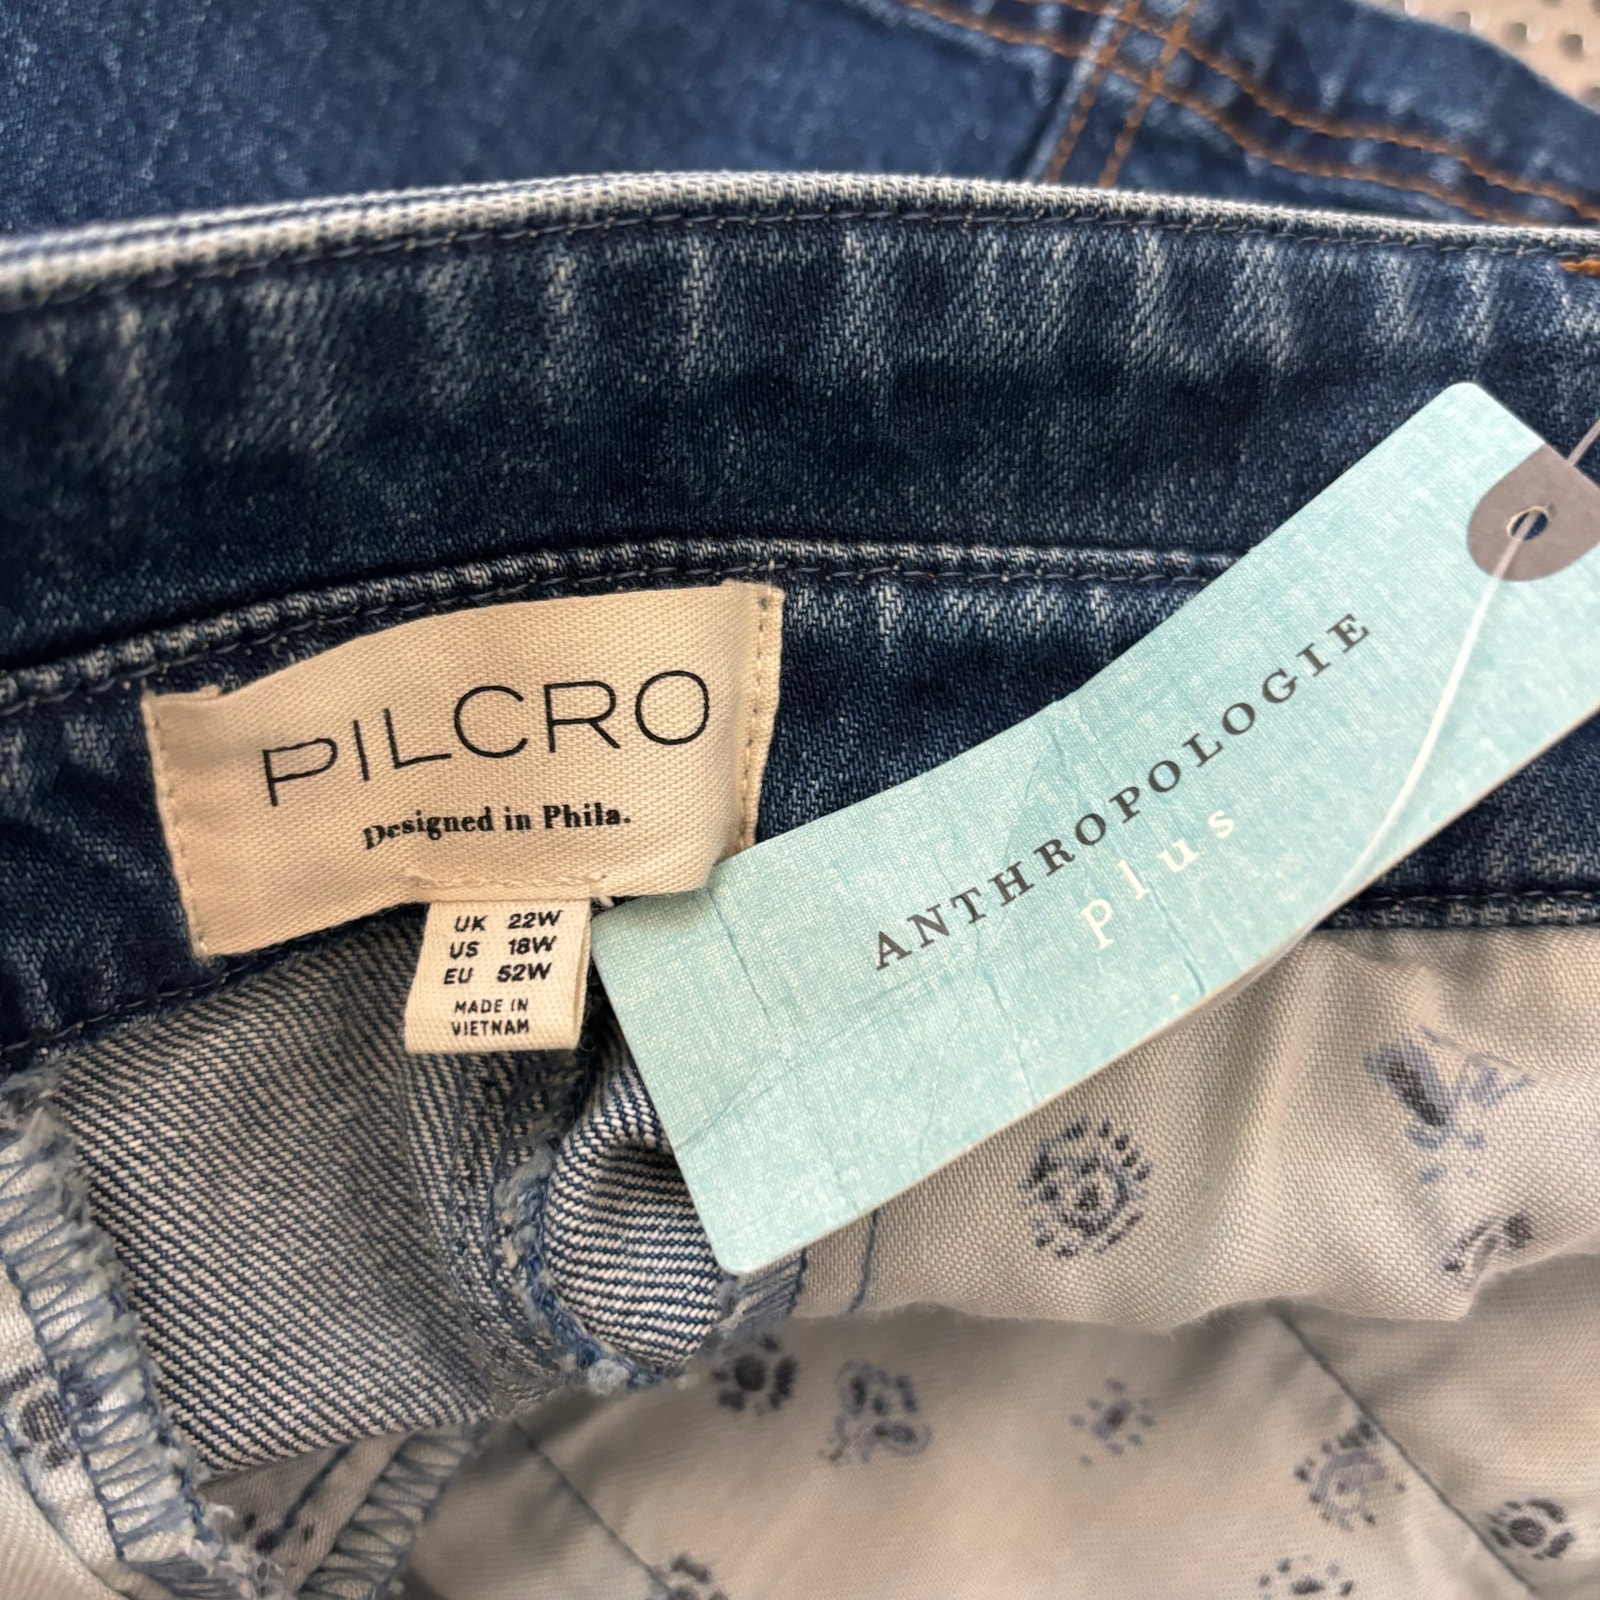 PILCRO
Designed in Phila.
UK 22W
US 18W
EU 52W
MADE IN
VIETNAM
ANTHROPOLOGIE
Plus